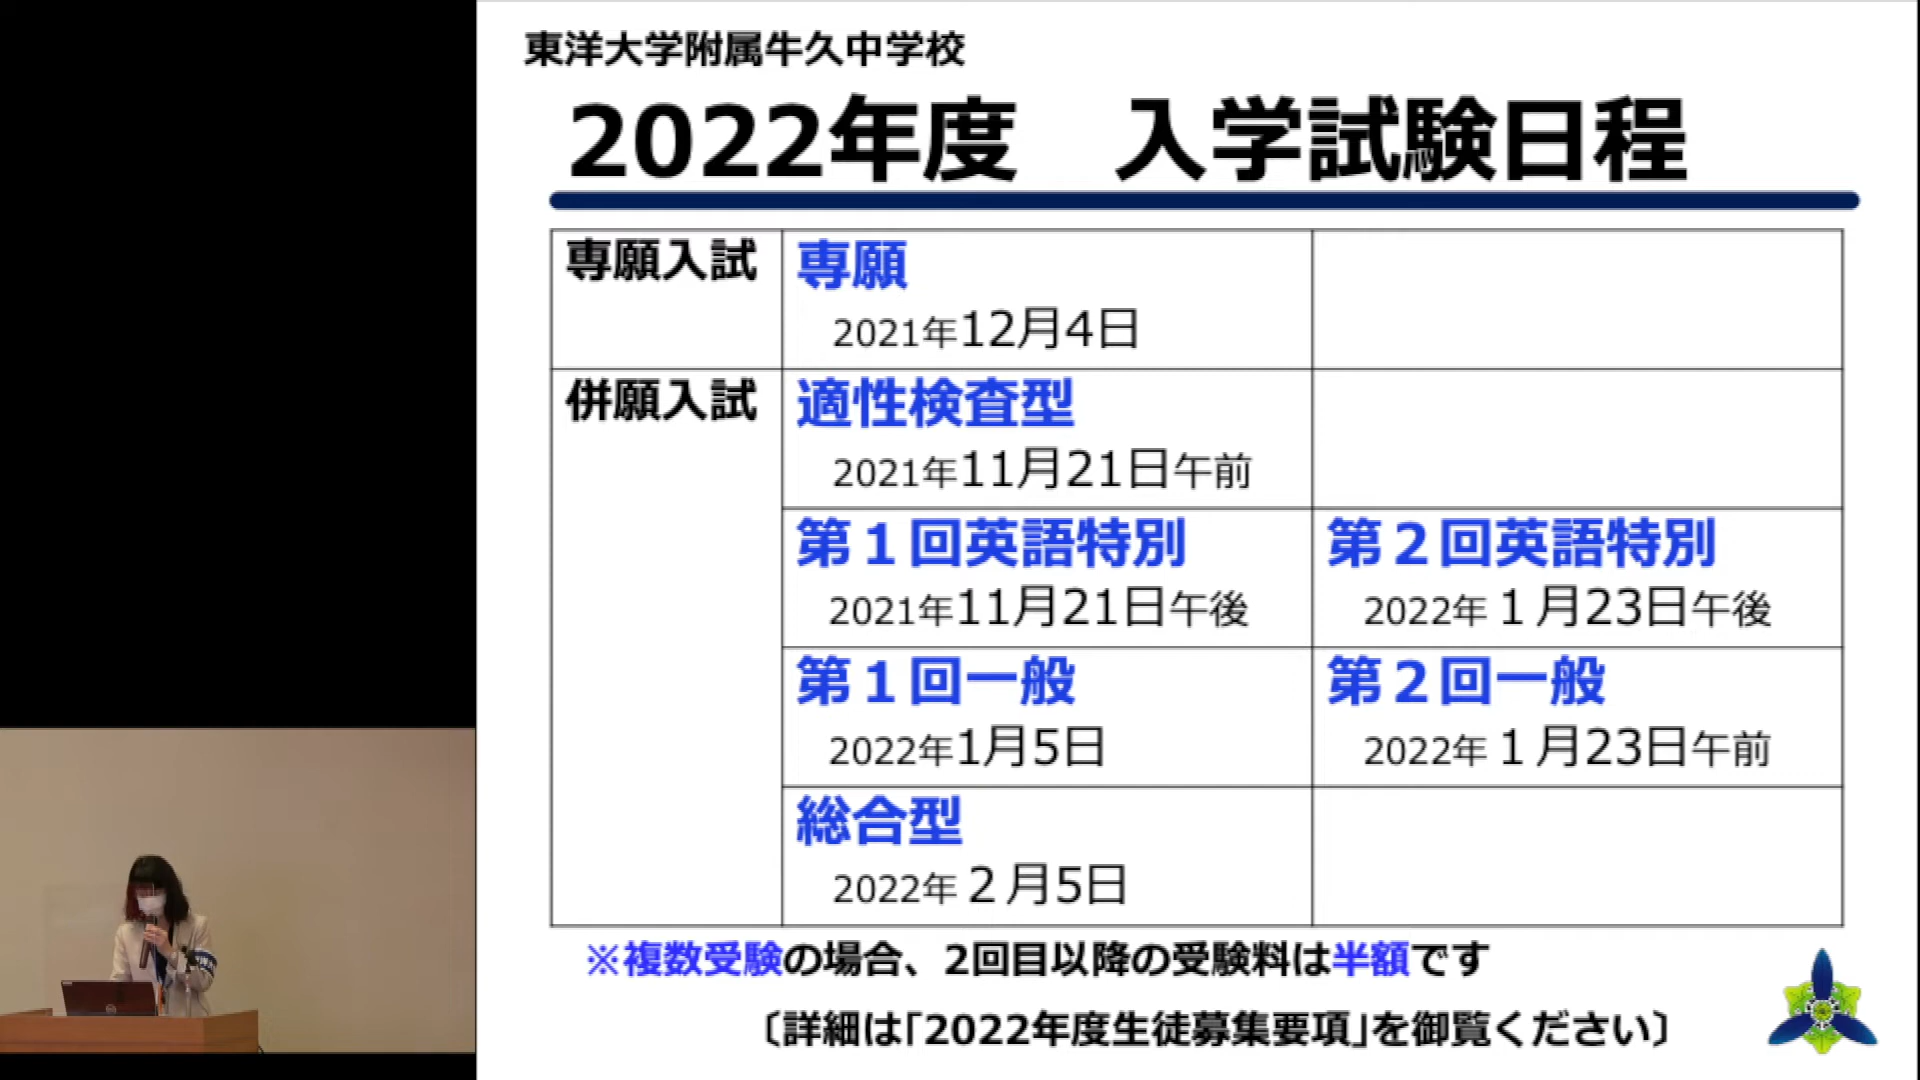 東洋大学附属牛久中学校
2022年度　入学試験日程
専願入試
専願
2021年12月4日
併願入試
適性検査型
2021年11月21日午前
第１回英語特別
2021年11月21日午後
第２回英語特別
2022年１月23日午後
第１回一般
2022年1月5日
第２回一般
2022年１月23日午前
総合型
2022年２月5日
※複数受験の場合、2回目以降の受験料は半額です
〔詳細は「2022年度生徒募集要項」を御覧ください〕